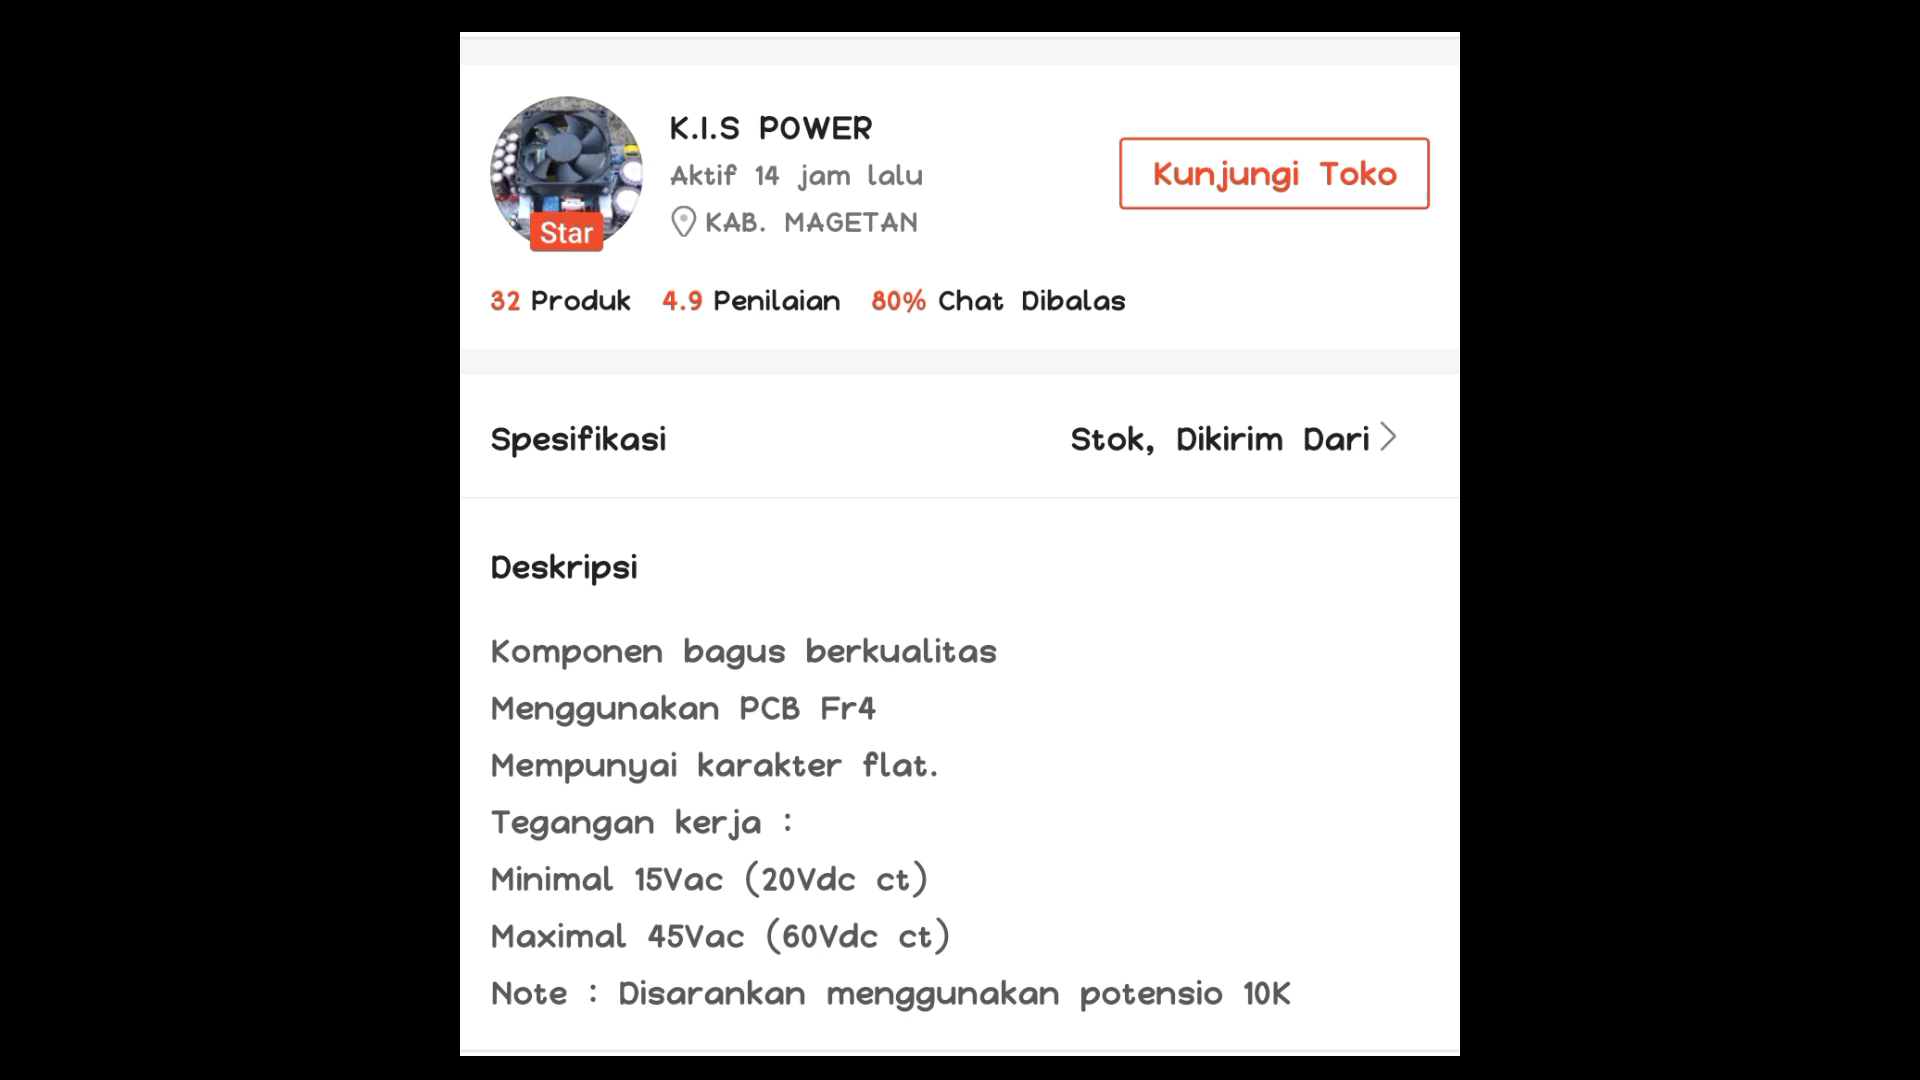 K.I.S POWER
Aktif 14 jam lalu
KAB. MAGETAN
Kunjungi Toko
Star
32 Produk 4.9 Penilaian 80% Chat Dibalas
Spesifikasi Stok, Dikirim Dari
Deskripsi
Komponen bagus berkualitas
Menggunakan PCB Fr4
Mempunyai karakter flat.
Tegangan kerja :
Minimal 15Vac (20Vdc ct)
Maximal 45Vac (60Vdc ct)
Note : Disarankan menggunakan potensio 10K